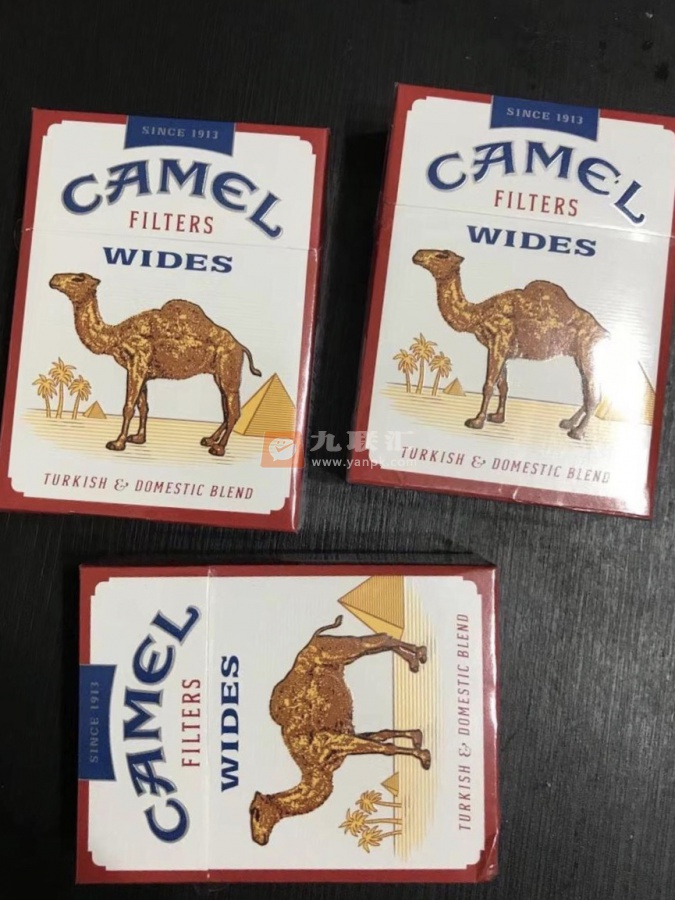 SINCE 1913
CAMEL
FILTERS
WIDES
TURKISH & DOMESTIC BLEND
SINCE 1913
CAMEL
FILTERS
WIDES
TURKISH & DOMESTIC BLEND
九联汇
SINCE 1913
CAMEL
FILTERS
WIDES
TURKISH & DOMESTIC BLEND